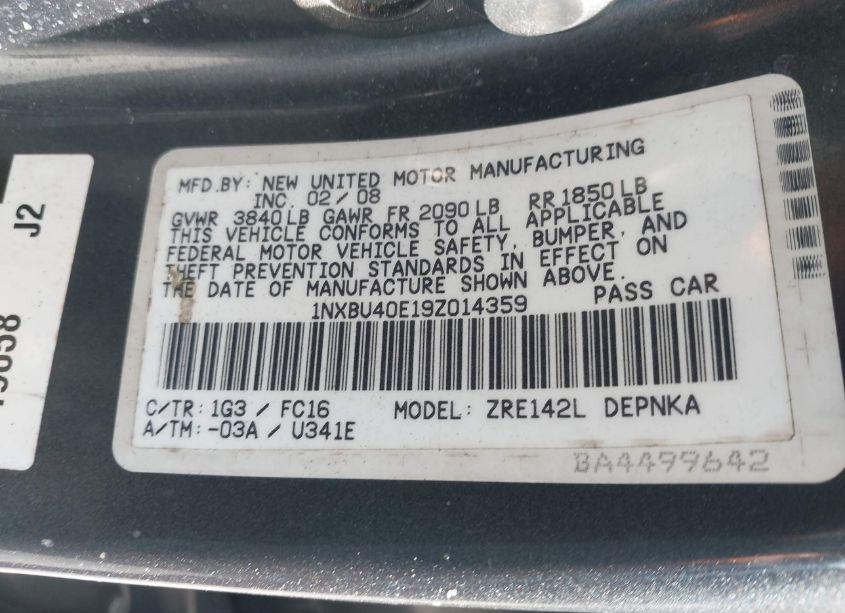 MFD.BY: NEW UNITED MOTOR MANUFACTURING
INC. 02/08
GVWR 3840LB GAWR FR 2090LB RR 1850LB
THIS VEHICLE CONFORMS TO ALL APPLICABLE
FEDERAL MOTOR VEHICLE SAFETY, BUMPER, AND
THEFT PREVENTION STANDARDS IN EFFECT ON
THE DATE OF MANUFACTURE SHOWN ABOVE.
1NXBU40E19Z014359 PASS CAR
C/TR: 1G3 / FC16 MODEL: ZRE142L DEPNKA
A/TM: -03A / U341E
BA4499642
J2